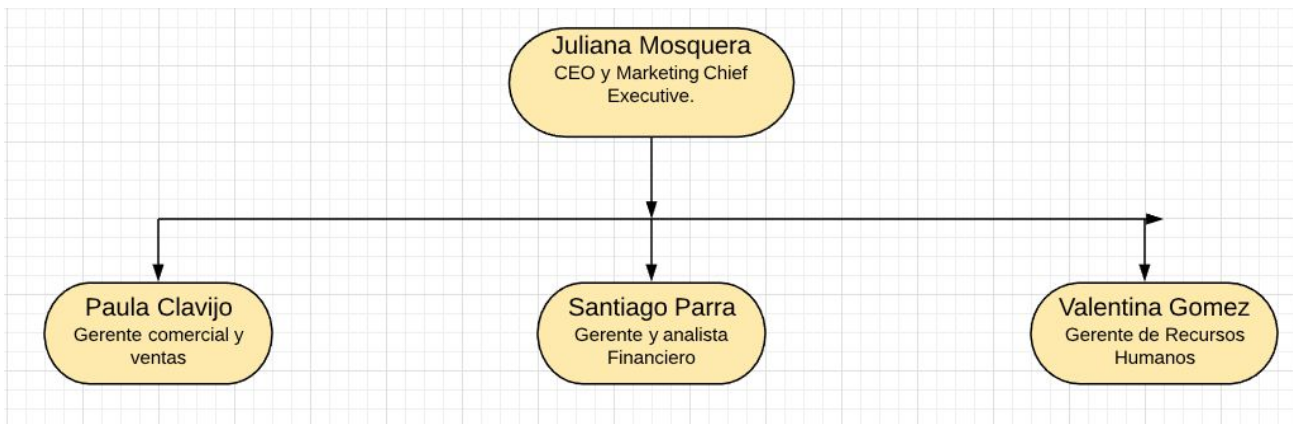 Juliana Mosquera
CEO y Marketing Chief
Executive.
Paula Clavijo
Gerente comercial y
ventas
Santiago Parra
Gerente y analista
Financiero
Valentina Gomez
Gerente de Recursos
Humanos